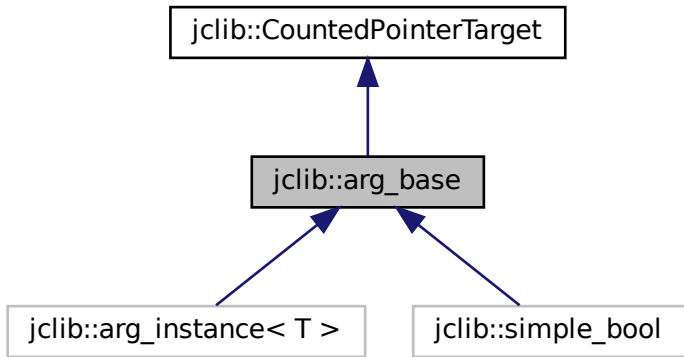 jclib::CountedPointerTarget
jclib::arg_base
jclib::arg_instance< T >
jclib::simple_bool